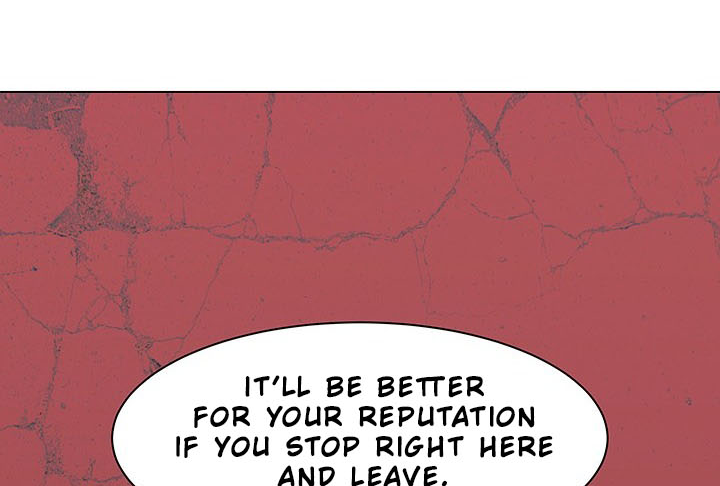 IT'LL BE BETTER
FOR YOUR REPUTATION
IF YOU STOP RIGHT HERE
AND LEAVE.